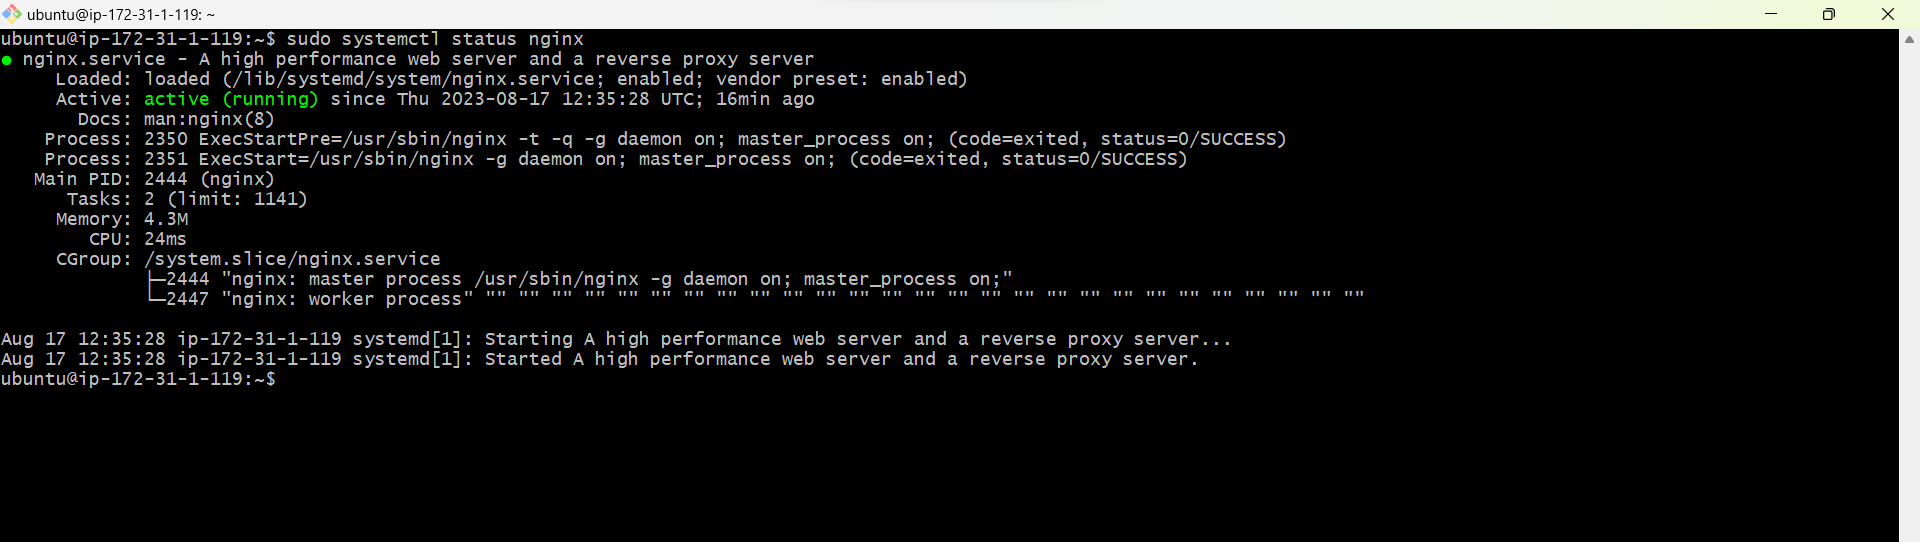 ubuntu@ip-172-31-1-119: ~
ubuntu@ip-172-31-1-119:~$ sudo systemctl status nginx
● nginx.service - A high performance web server and a reverse proxy server
     Loaded: loaded (/lib/systemd/system/nginx.service; enabled; vendor preset: enabled)
     Active: active (running) since Thu 2023-08-17 12:35:28 UTC; 16min ago
       Docs: man:nginx(8)
    Process: 2350 ExecStartPre=/usr/sbin/nginx -t -q -g daemon on; master_process on; (code=exited, status=0/SUCCESS)
    Process: 2351 ExecStart=/usr/sbin/nginx -g daemon on; master_process on; (code=exited, status=0/SUCCESS)
   Main PID: 2444 (nginx)
      Tasks: 2 (limit: 1141)
     Memory: 4.3M
        CPU: 24ms
     CGroup: /system.slice/nginx.service
             ├─2444 "nginx: master process /usr/sbin/nginx -g daemon on; master_process on;"
             └─2447 "nginx: worker process" "" "" "" "" "" "" "" "" "" "" "" "" "" "" "" "" "" "" "" "" "" "" "" "" "" "" ""
Aug 17 12:35:28 ip-172-31-1-119 systemd[1]: Starting A high performance web server and a reverse proxy server...
Aug 17 12:35:28 ip-172-31-1-119 systemd[1]: Started A high performance web server and a reverse proxy server.
ubuntu@ip-172-31-1-119:~$